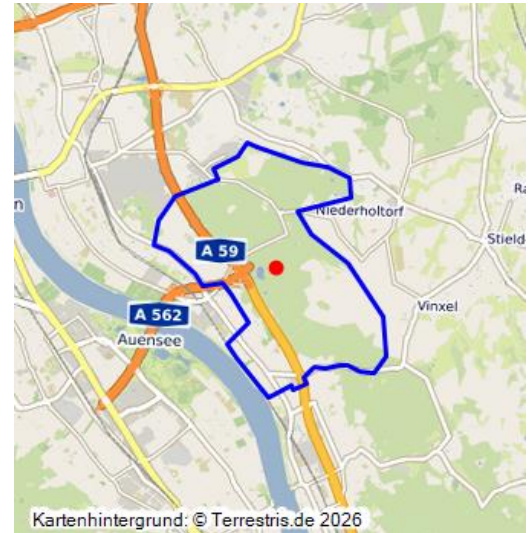 Niederholtorf
A 59
Vinxel
A 562
Auensee
Kartenhintergrund: © Terrestris.de 2026